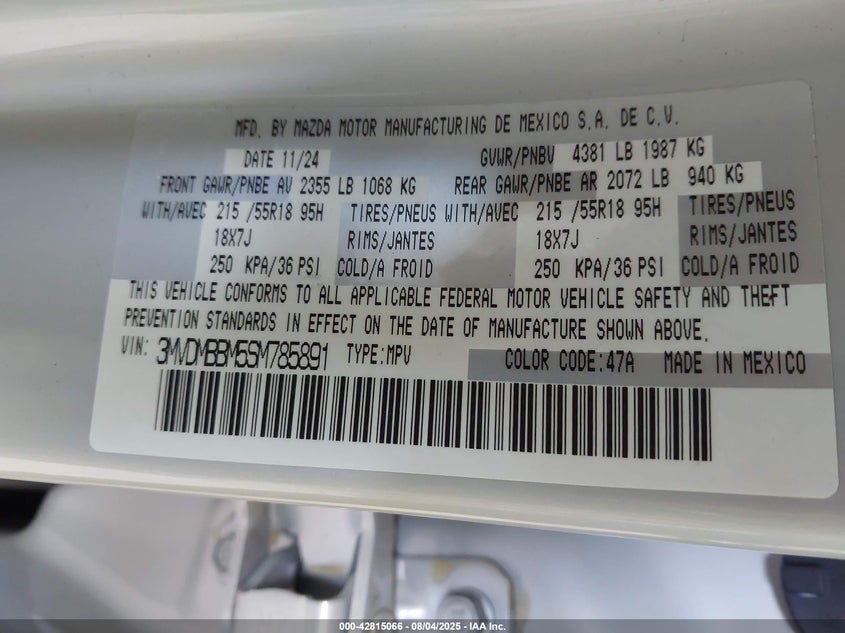 MFD. BY MAZDA MOTOR MANUFACTURING DE MEXICO S.A. DE C.V.
DATE 11/24 GVWR/PNBV 4381 LB 1987 KG
FRONT GAWR/PNBE AV 2355 LB 1068 KG REAR GAWR/PNBE AR 2072 LB 940 KG
WITH/AVEC 215 /55R18 95H TIRES/PNEUS WITH/AVEC 215 /55R18 95H TIRES/PNEUS
18X7J RIMS/JANTES 18X7J RIMS/JANTES
250 KPA/36 PSI COLD/A FROID 250 KPA/36 PSI COLD/A FROID
THIS VEHICLE CONFORMS TO ALL APPLICABLE FEDERAL MOTOR VEHICLE SAFETY AND THEFT
PREVENTION STANDARDS IN EFFECT ON THE DATE OF MANUFACTURE SHOWN ABOVE.
VIN: 3MVDMBBM5SM785891 TYPE:MPV COLOR CODE:47A MADE IN MEXICO
000-42815066 - 08/04/2025 - IAA Inc.